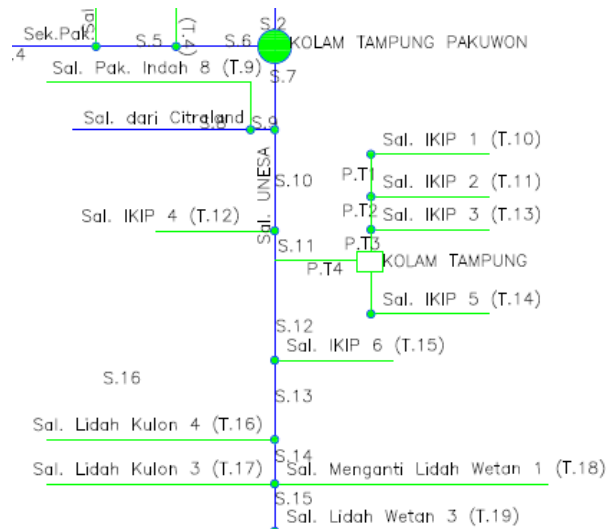 Sal
(T.4)
S.2
Sek.Pak.
S.5
S.6
KOLAM TAMPUNG PAKUWON
.4
Sal. Pak. Indah 8 (T.9)
S.7
Sal. dari Citraland
S.8
S.9
Sal. IKIP 1 (T.10)
Sal. UNESA
S.10
P.T1
Sal. IKIP 2 (T.11)
P.T2
Sal. IKIP 4 (T.12)
Sal. IKIP 3 (T.13)
S.11
P.T3
P.T4
KOLAM TAMPUNG
Sal. IKIP 5 (T.14)
S.12
Sal. IKIP 6 (T.15)
S.16
S.13
Sal. Lidah Kulon 4 (T.16)
S.14
Sal. Lidah Kulon 3 (T.17)
Sal. Menganti Lidah Wetan 1 (T.18)
S.15
Sal. Lidah Wetan 3 (T.19)